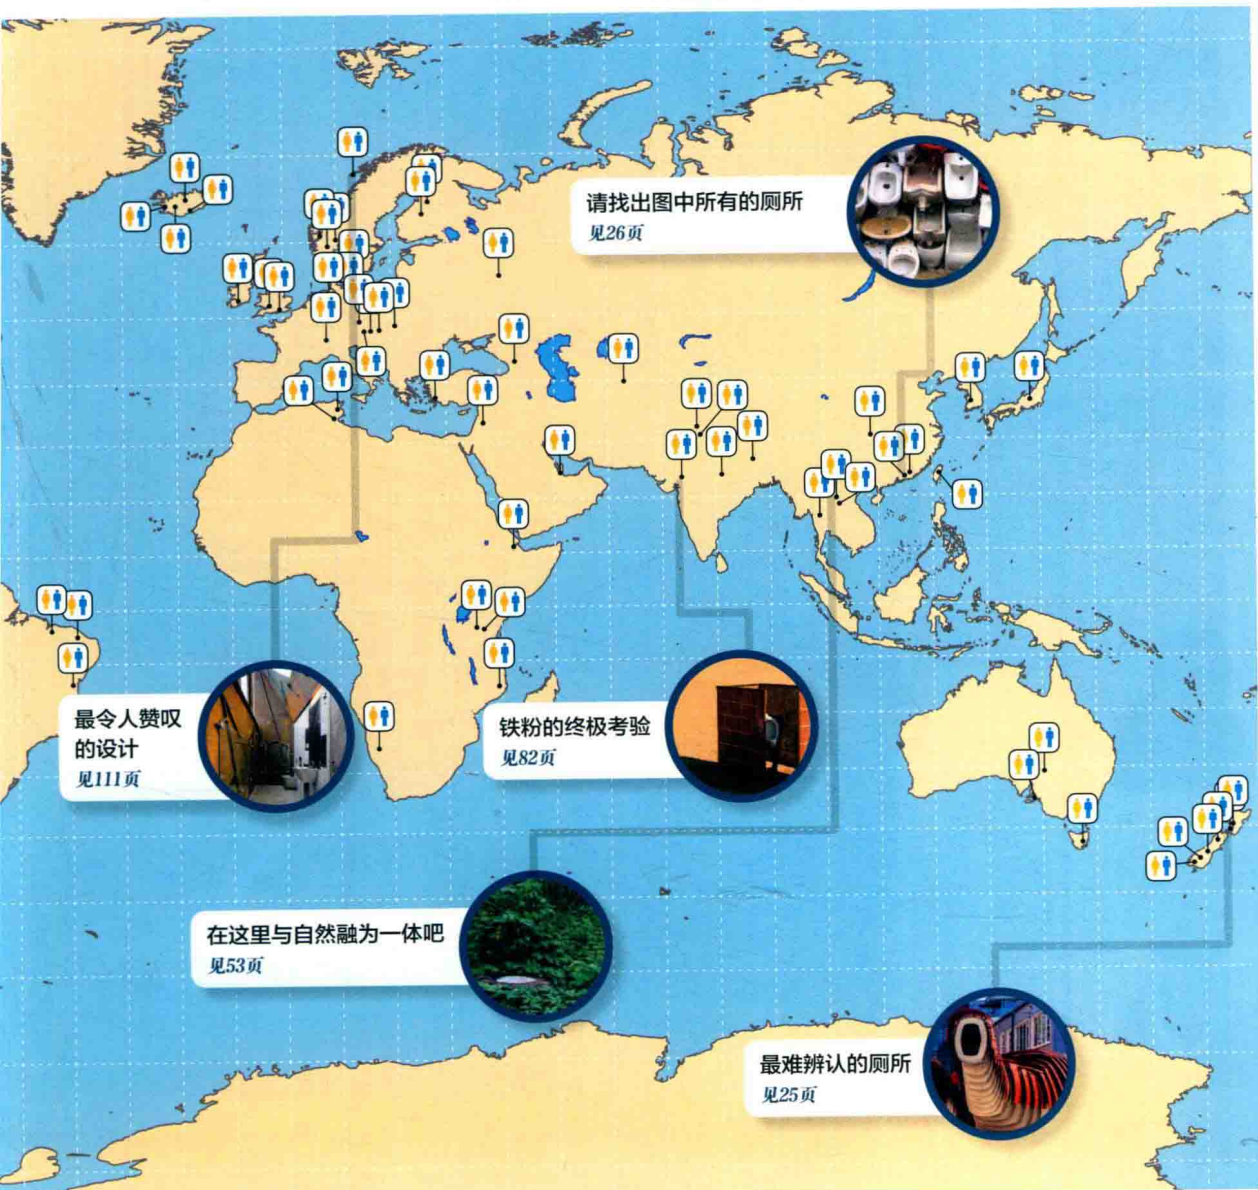 请找出图中所有的厕所
见26页
最令人赞叹
的设计
见111页
铁粉的终极考验
见82页
在这里与自然融为一体吧
见53页
最难辨认的厕所
见25页